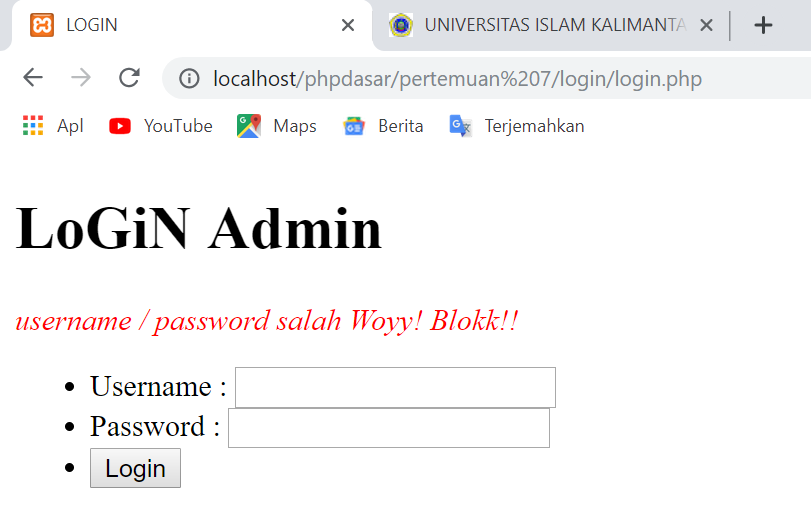 LOGIN
UNIVERSITAS ISLAM KALIMANTA
localhost/phpdasar/pertemuan%207/login/login.php
Apl YouTube Maps Berita Terjemahkan
LoGiN Admin
username / password salah Woyy! Blokk!!
Username :
Password :
Login